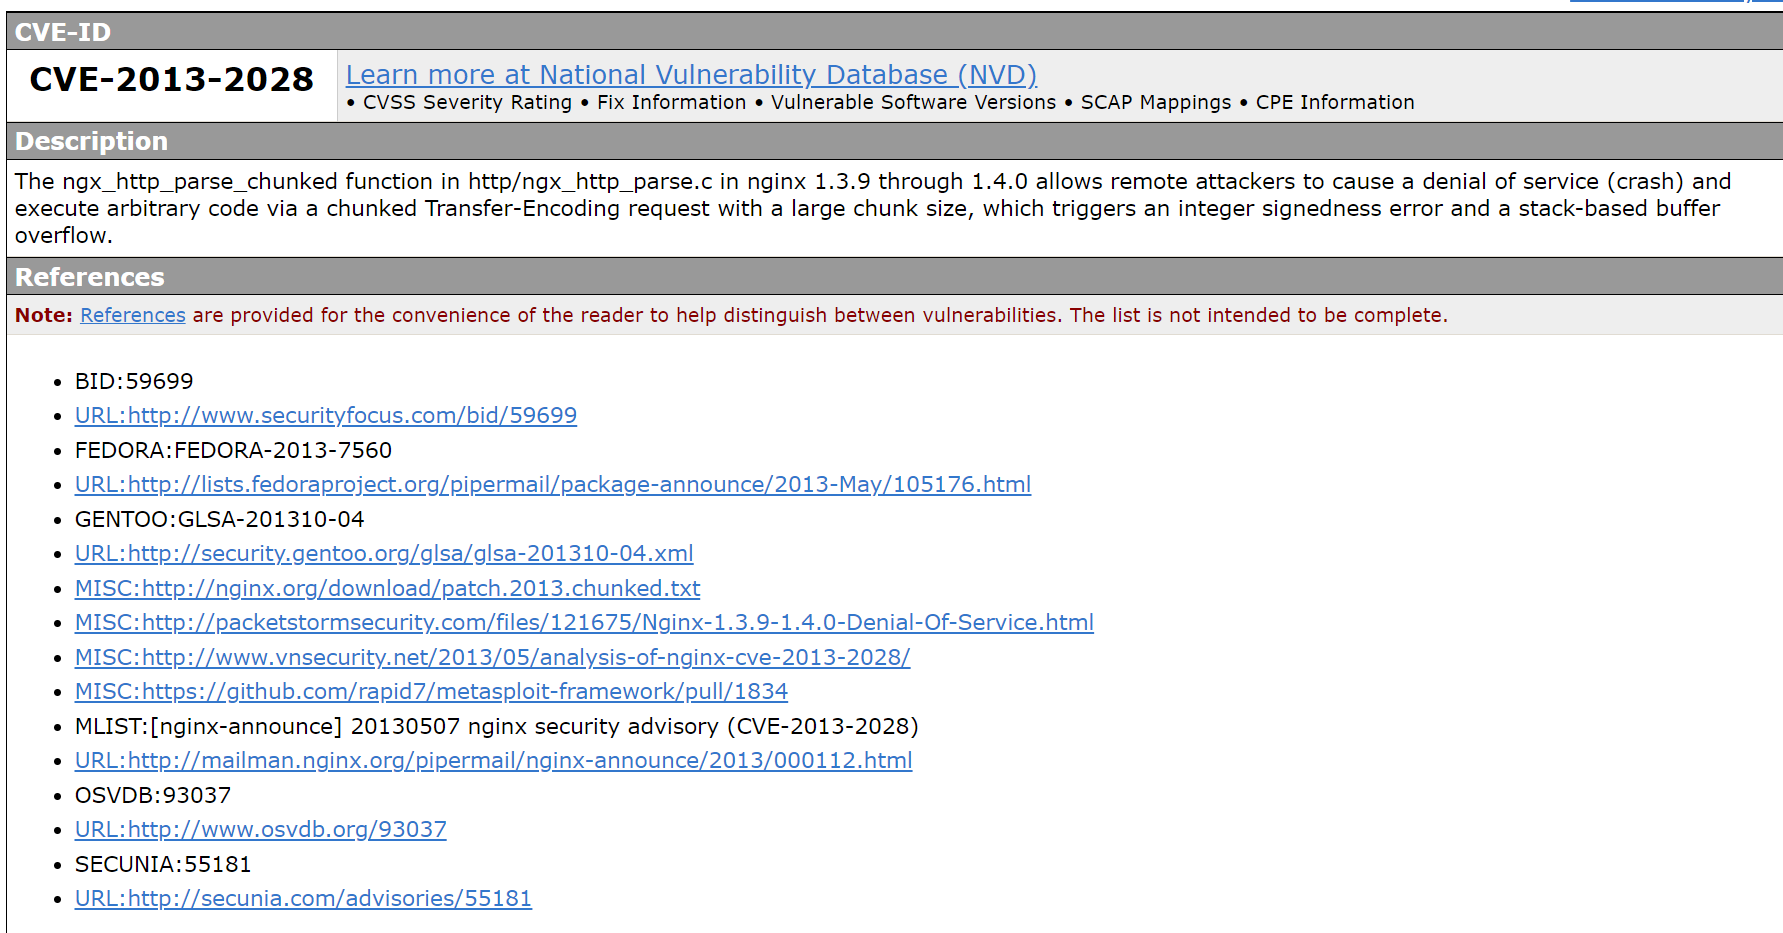 CVE-ID
CVE-2013-2028
Learn more at National Vulnerability Database (NVD)
• CVSS Severity Rating • Fix Information • Vulnerable Software Versions • SCAP Mappings • CPE Information
Description
The ngx_http_parse_chunked function in http/ngx_http_parse.c in nginx 1.3.9 through 1.4.0 allows remote attackers to cause a denial of service (crash) and
execute arbitrary code via a chunked Transfer-Encoding request with a large chunk size, which triggers an integer signedness error and a stack-based buffer
overflow.
References
Note: References are provided for the convenience of the reader to help distinguish between vulnerabilities. The list is not intended to be complete.
• BID:59699
• URL:http://www.securityfocus.com/bid/59699
• FEDORA:FEDORA-2013-7560
• URL:http://lists.fedoraproject.org/pipermail/package-announce/2013-May/105176.html
• GENTOO:GLSA-201310-04
• URL:http://security.gentoo.org/glsa/glsa-201310-04.xml
• MISC:http://nginx.org/download/patch.2013.chunked.txt
• MISC:http://packetstormsecurity.com/files/121675/Nginx-1.3.9-1.4.0-Denial-Of-Service.html
• MISC:http://www.vnsecurity.net/2013/05/analysis-of-nginx-cve-2013-2028/
• MISC:https://github.com/rapid7/metasploit-framework/pull/1834
• MLIST:[nginx-announce] 20130507 nginx security advisory (CVE-2013-2028)
• URL:http://mailman.nginx.org/pipermail/nginx-announce/2013/000112.html
• OSVDB:93037
• URL:http://www.osvdb.org/93037
• SECUNIA:55181
• URL:http://secunia.com/advisories/55181